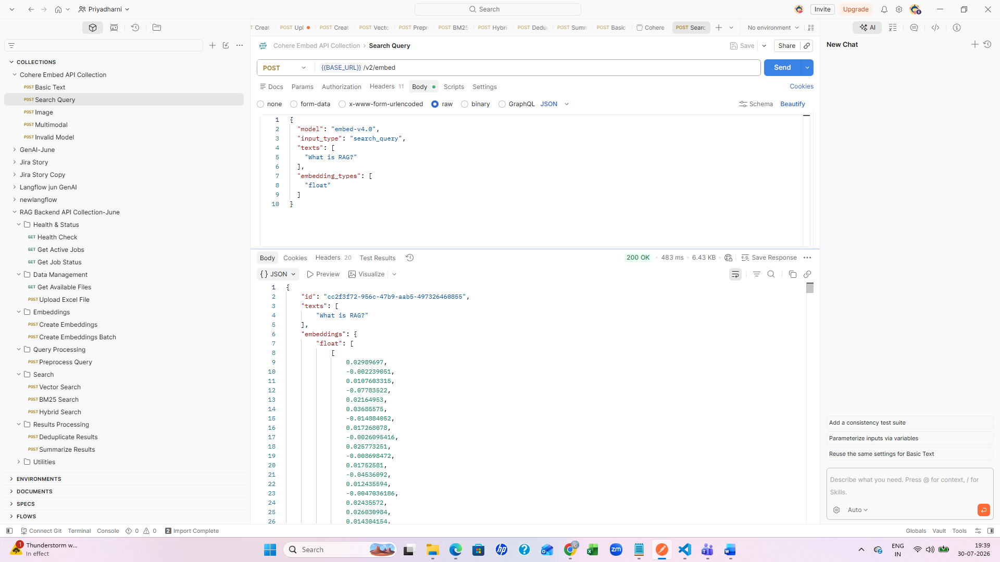 Priyadharni
Search
Invite
Upgrade
POST Creat
POST Upl
POST Creat
POST Vecto
POST Prepr
POST BM25
POST Hybri
POST Dedu
POST Summ
POST Basic
Cohere
POST Searc
No environment
AI
Cohere Embed API Collection > Search Query
Save
Share
New Chat
COLLECTIONS
Cohere Embed API Collection
POST Basic Text
POST Search Query
POST Image
POST Multimodal
POST Invalid Model
GenAI-June
Jira Story
Jira Story Copy
Langflow jun GenAI
newlangflow
RAG Backend API Collection-June
Health & Status
GET Health Check
GET Get Active Jobs
GET Get Job Status
Data Management
GET Get Available Files
POST Upload Excel File
Embeddings
POST Create Embeddings
POST Create Embeddings Batch
Query Processing
POST Preprocess Query
Search
POST Vector Search
POST BM25 Search
POST Hybrid Search
Results Processing
POST Deduplicate Results
POST Summarize Results
Utilities
ENVIRONMENTS
DOCUMENTS
SPECS
FLOWS
POST
{{BASE_URL}} /v2/embed
Send
Docs
Params
Authorization
Headers 11
Body
Scripts
Settings
Cookies
none
form-data
x-www-form-urlencoded
raw
binary
GraphQL
JSON
Schema
Beautify
1 {
2 "model": "embed-v4.0",
3 "input_type": "search_query",
4 "texts": [
5 "What is RAG?"
6 ],
7 "embedding_types": [
8 "float"
9 ]
10 }
Body
Cookies
Headers 20
Test Results
200 OK • 483 ms • 6.43 KB
e.g. Save Response
{} JSON
Preview
Visualize
1 {
2 "id": "cc2f3f72-956c-47b9-aab5-497326460855",
3 "texts": [
4 "What is RAG?"
5 ],
6 "embeddings": {
7 "float": [
8 [
9 0.02989697,
10 -0.002239051,
11 0.0107603315,
12 -0.07783522,
13 0.02164953,
14 0.03685575,
15 -0.014884052,
16 0.017268078,
17 -0.0026095416,
18 0.025773251,
19 -0.008698472,
20 0.01752581,
21 -0.04536092,
22 0.012435594,
23 -0.0047036186,
24 0.02435572,
25 0.026030984,
26 0.014304154,
Add a consistency test suite
Parameterize inputs via variables
Reuse the same settings for Basic Text
Describe what you need. Press @ for context, / for
Skills.
Auto
Connect Git
Terminal
Console
0
0
2 Import Complete
Globals
Vault
Tools
1
Thunderstorm w...
In effect
Search
ENG
IN
19:39
30-07-2026